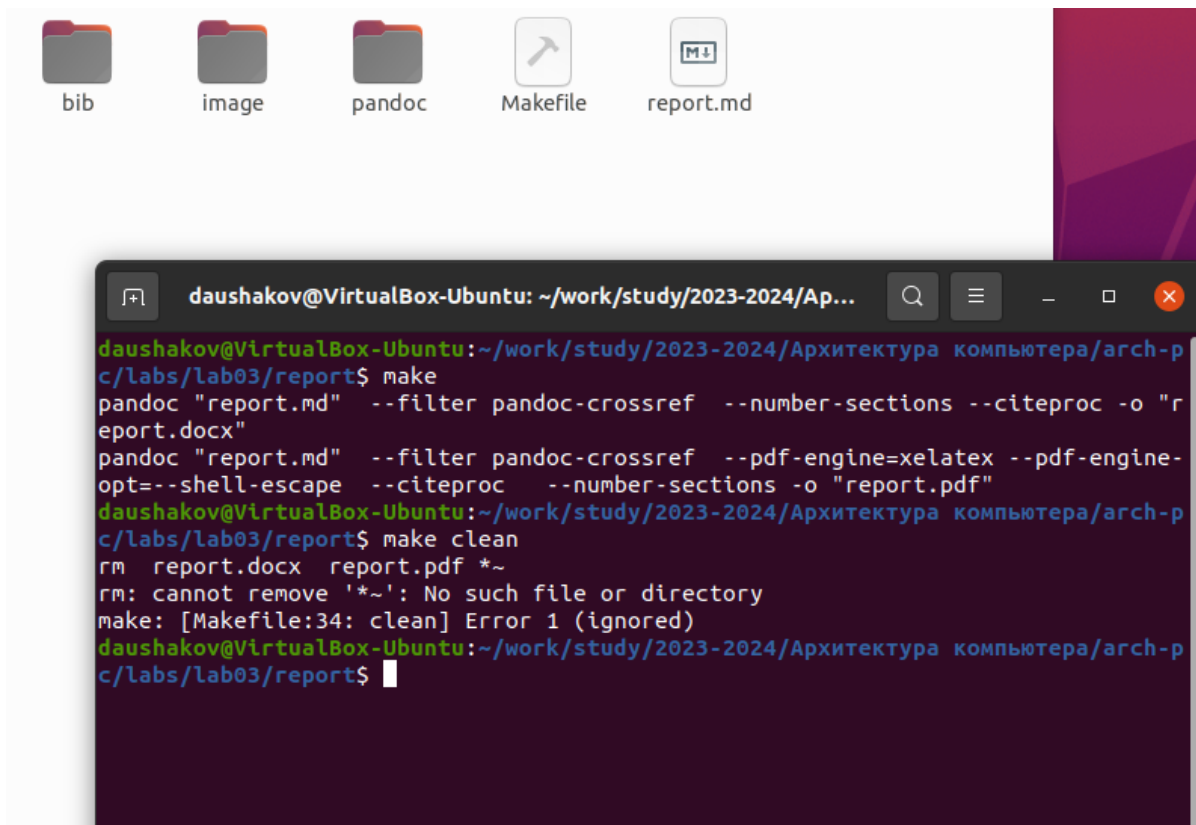 bib
image
pandoc
Makefile
report.md
daushakov@VirtualBox-Ubuntu: ~/work/study/2023-2024/Ар...
daushakov@VirtualBox-Ubuntu:~/work/study/2023-2024/Архитектура компьютера/arch-p
c/labs/lab03/report$ make
pandoc "report.md"  --filter pandoc-crossref  --number-sections --citeproc -o "r
eport.docx"
pandoc "report.md"  --filter pandoc-crossref  --pdf-engine=xelatex --pdf-engine-
opt=--shell-escape  --citeproc   --number-sections -o "report.pdf"
daushakov@VirtualBox-Ubuntu:~/work/study/2023-2024/Архитектура компьютера/arch-p
c/labs/lab03/report$ make clean
rm  report.docx  report.pdf *~
rm: cannot remove '*~': No such file or directory
make: [Makefile:34: clean] Error 1 (ignored)
daushakov@VirtualBox-Ubuntu:~/work/study/2023-2024/Архитектура компьютера/arch-p
c/labs/lab03/report$